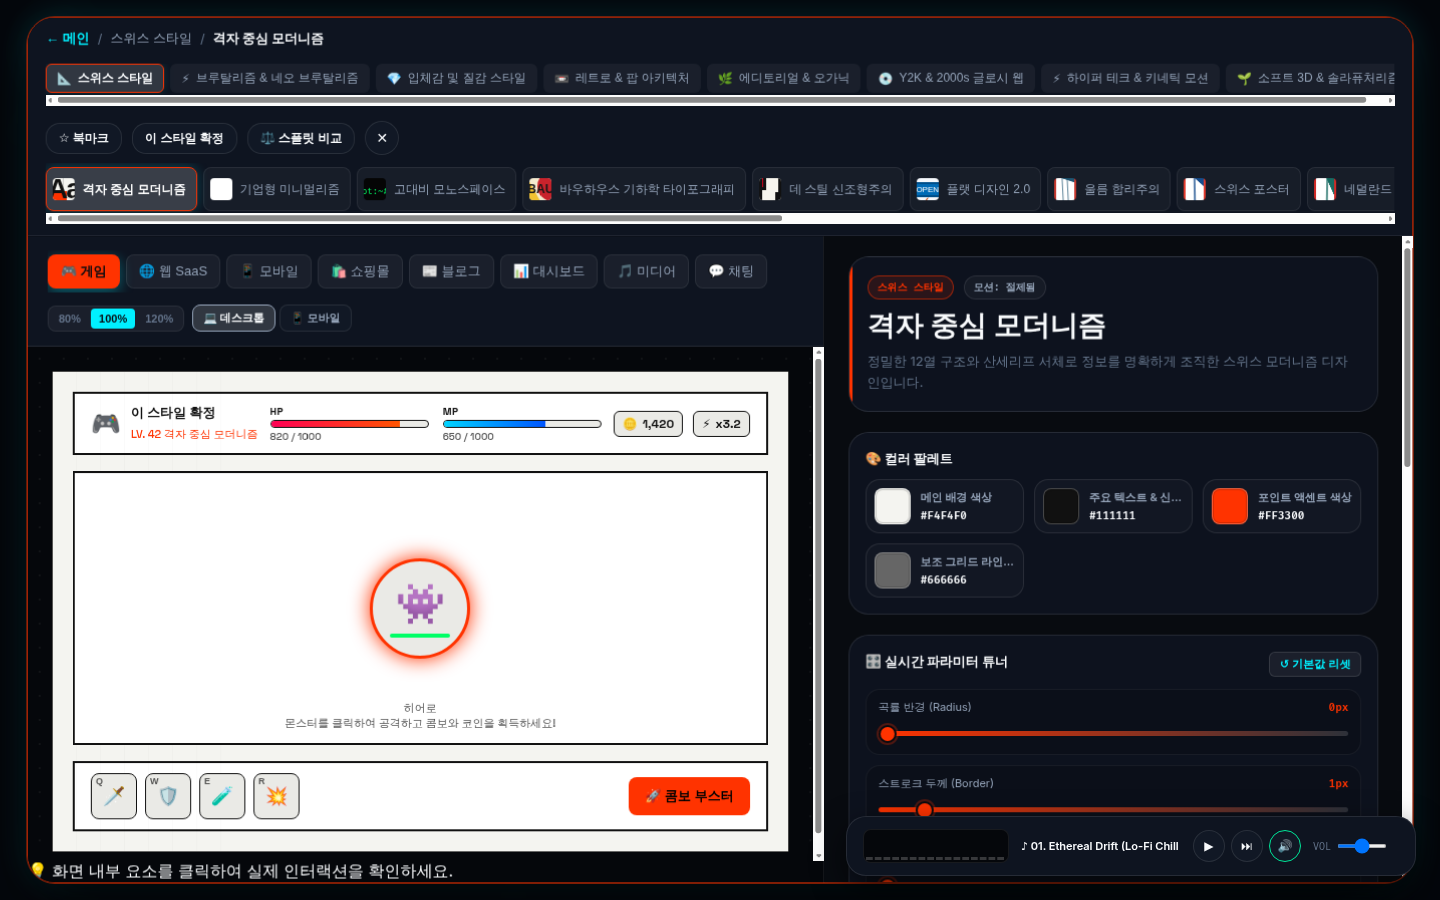 ← 메인 / 스위스 스타일 / 격자 중심 모더니즘
스위스 스타일
브루탈리즘 & 네오 브루탈리즘
입체감 및 질감 스타일
레트로 & 팝 아키텍처
에디토리얼 & 오가닉
Y2K & 2000s 글로시 웹
하이퍼 테크 & 키네틱 모션
소프트 3D & 솔라퓨처리즘
☆ 북마크
이 스타일 확정
⚖️ 스플릿 비교
✕
Aa 격자 중심 모더니즘
기업형 미니멀리즘
고대비 모노스페이스
BAU 바우하우스 기하학 타이포그래피
데 스틸 신조형주의
OPEN 플랫 디자인 2.0
울름 합리주의
스위스 포스터
네덜란드
🎮 게임
🌐 웹 SaaS
📱 모바일
🛍️ 쇼핑몰
📰 블로그
📊 대시보드
🎵 미디어
💬 채팅
80% 100% 120%
💻 데스크톱
📱 모바일
이 스타일 확정
LV. 42 격자 중심 모더니즘
HP
820 / 1000
MP
650 / 1000
🪙 1,420
⚡ x3.2
히어로
몬스터를 클릭하여 공격하고 콤보와 코인을 획득하세요!
Q
W
E
R
🚀 콤보 부스터
💡 화면 내부 요소를 클릭하여 실제 인터랙션을 확인하세요.
스위스 스타일
모션: 절제됨
격자 중심 모더니즘
정밀한 12열 구조와 산세리프 서체로 정보를 명확하게 조직한 스위스 모더니즘 디자
인입니다.
🎨 컬러 팔레트
메인 배경 색상
#F4F4F0
주요 텍스트 & 신...
#111111
포인트 액센트 색상
#FF3300
보조 그리드 라인...
#666666
🎛️ 실시간 파라미터 튜너
↺ 기본값 리셋
곡률 반경 (Radius)
0px
스트로크 두께 (Border)
1px
♪ 01. Ethereal Drift (Lo-Fi Chill
VOL